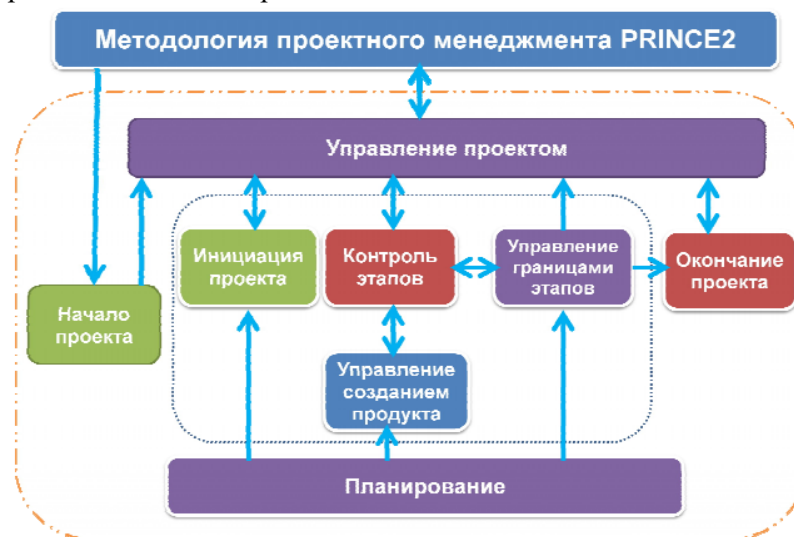 Методология проектного менеджмента PRINCE2
Управление проектом
Инициация
проекта
Контроль
этапов
Управление
границами
этапов
Окончание
проекта
Начало
проекта
Управление
созданием
продукта
Планирование